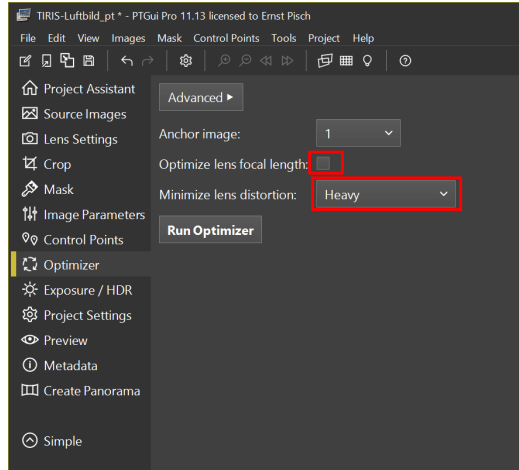 TIRIS-Luftbild_pt * - PTGui Pro 11.13 licensed to Ernst Pisch
File Edit View Images Mask Control Points Tools Project Help
Project Assistant
Source Images
Lens Settings
Crop
Mask
Image Parameters
Control Points
Optimizer
Exposure / HDR
Project Settings
Preview
Metadata
Create Panorama
Simple
Advanced
Anchor image: 1
Optimize lens focal length:
Minimize lens distortion: Heavy
Run Optimizer